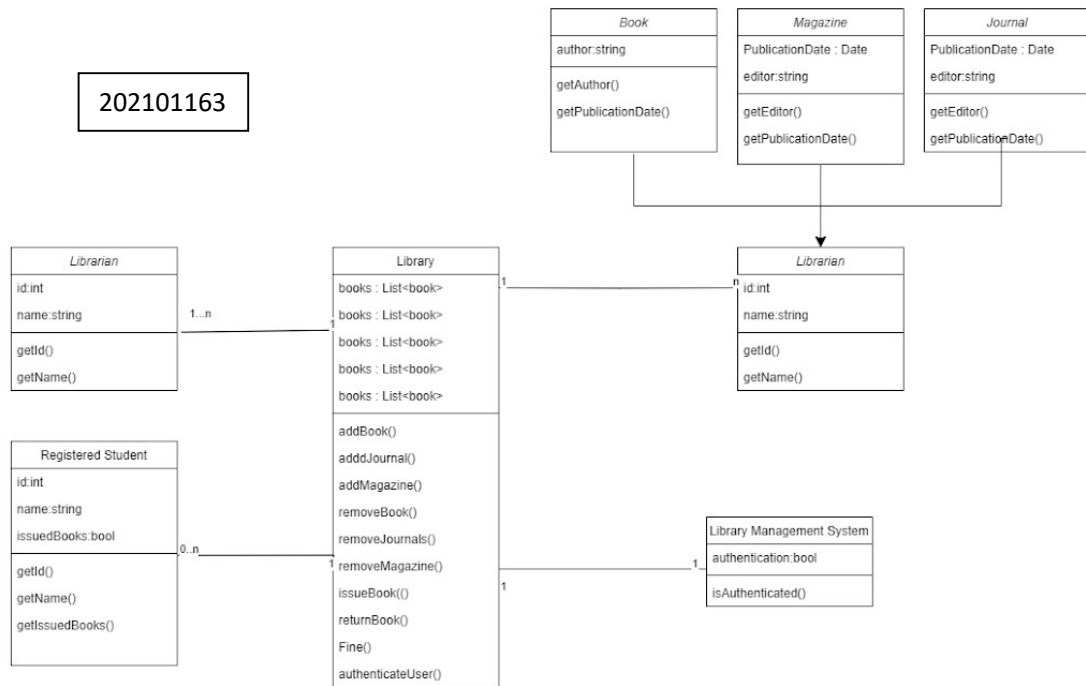 202101163
Book
author:string
getAuthor()
getPublicationDate()
Magazine
PublicationDate : Date
editor:string
getEditor()
getPublicationDate()
Journal
PublicationDate : Date
editor:string
getEditor()
getPublicationDate()
Librarian
id:int
name:string
getId()
getName()
1...n
1
Library
books : List<book>
books : List<book>
books : List<book>
books : List<book>
books : List<book>
addBook()
adddJournal()
addMagazine()
removeBook()
removeJournals()
removeMagazine()
issueBook(()
returnBook()
Fine()
authenticateUser()
1
n
Librarian
id:int
name:string
getId()
getName()
Registered Student
id:int
name:string
issuedBooks:bool
getId()
getName()
getIssuedBooks()
0..n
1
1
1
Library Management System
authentication:bool
isAuthenticated()